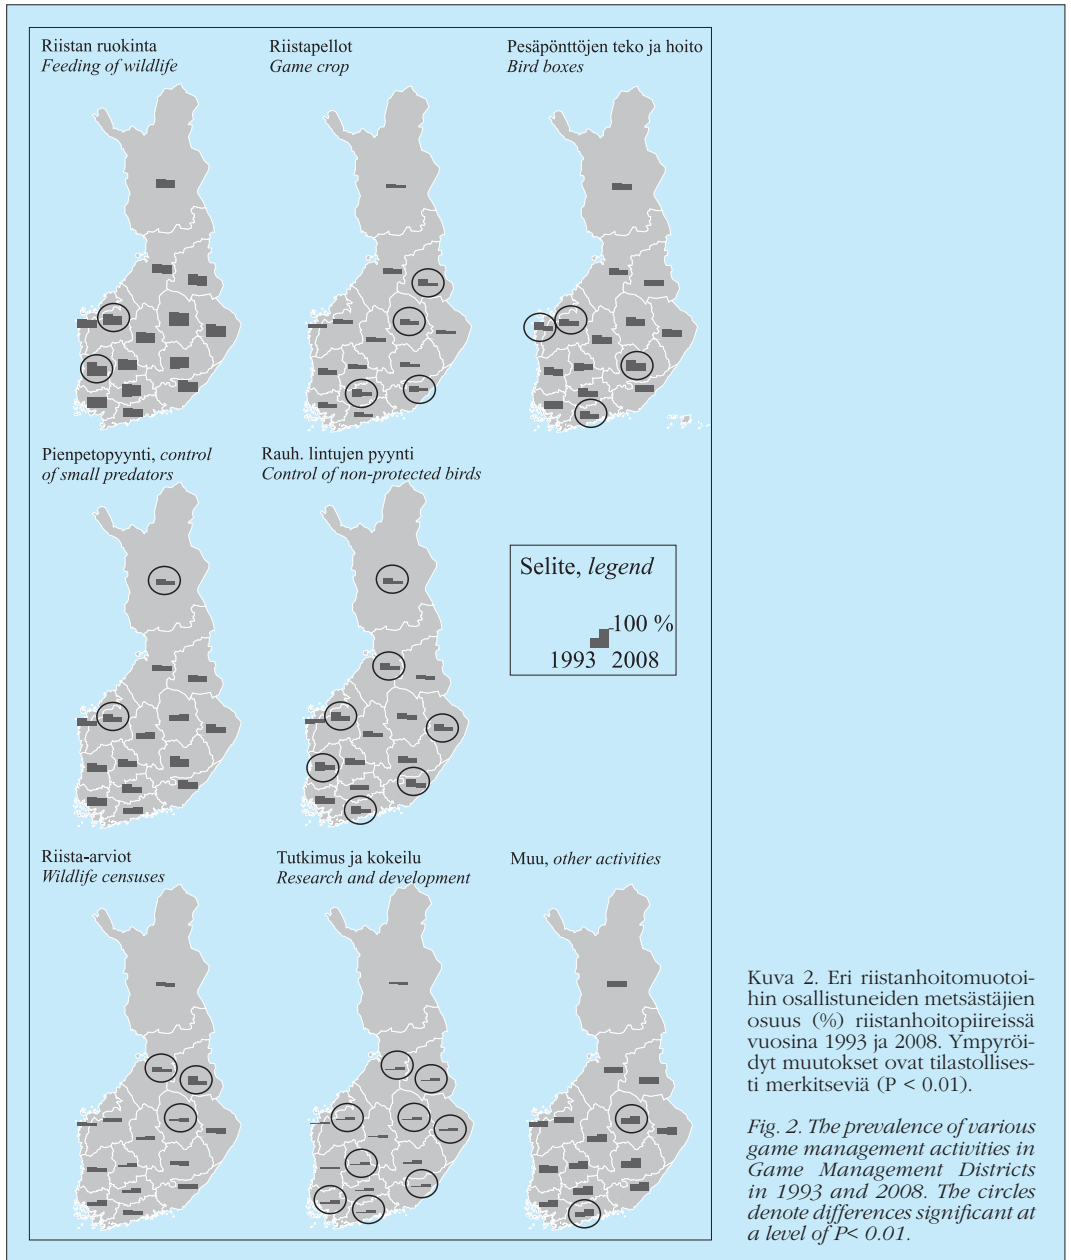 Riistan ruokinta
Feeding of wildlife
Riistapellot
Game crop
Pesäpönttöjen teko ja hoito
Bird boxes
Pienpetopyynti, control
of small predators
Rauh. lintujen pyynti
Control of non-protected birds
Selite, legend
100 %
1993 2008
Riista-arviot
Wildlife censuses
Tutkimus ja kokeilu
Research and development
Muu, other activities
Kuva 2. Eri riistanhoitomuotoi-
hin osallistuneiden metsästäjien
osuus (%) riistanhoitopiireissä
vuosina 1993 ja 2008. Ympyröi-
dyt muutokset ovat tilastollises-
ti merkitseviä (P < 0.01).
Fig. 2. The prevalence of various
game management activities in
Game Management Districts
in 1993 and 2008. The circles
denote differences significant at
a level of P< 0.01.